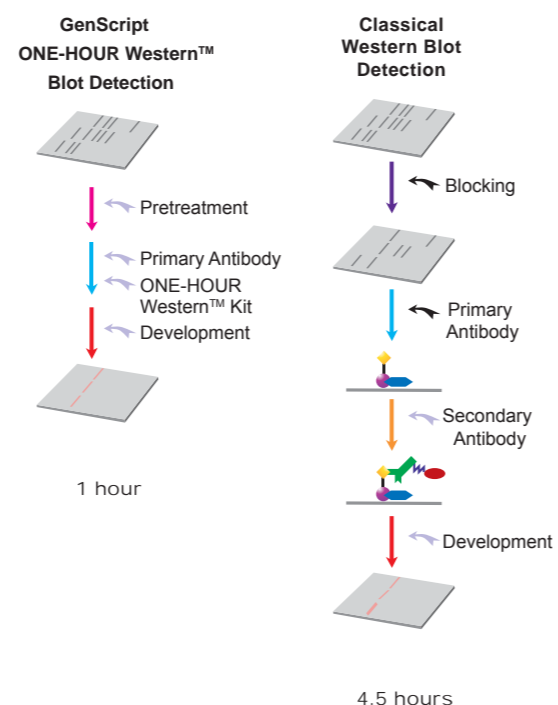 GenScript
ONE-HOUR Western™
Blot Detection
Pretreatment
Primary Antibody
ONE-HOUR
Western™ Kit
Development
1 hour
Classical
Western Blot
Detection
Blocking
Primary
Antibody
Secondary
Antibody
Development
4.5 hours